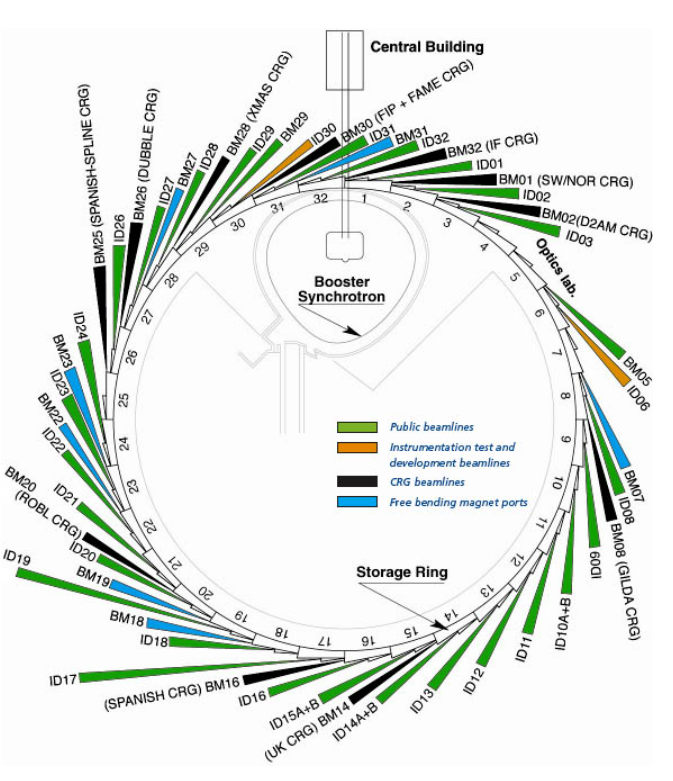 Central Building
BM25 (SPANISH-SPLINE CRG)
ID26
BM26 (DUBBLE CRG)
ID27
BM27
ID28
BM28 (XMAS CRG)
ID29
BM29
ID30
BM30 (FIP + FAME CRG)
ID31
BM31
ID32
BM32 (IF CRG)
ID01
BM01 (SW/NOR CRG)
ID02
BM02(D2AM CRG)
ID03
Optics lab.
BM05
ID06
BM07
ID08
BM08 (GILDA CRG)
ID09
ID10A+B
ID11
ID12
ID13
ID14A+B
(UK CRG) BM14
ID15A+B
ID16
(SPANISH CRG) BM16
ID17
ID18
BM18
BM19
ID19
ID20
BM20
(ROBL CRG)
ID21
ID22
BM22
ID23
BM23
ID24
1
2
3
4
5
6
7
8
9
10
11
12
13
14
15
16
17
18
19
20
21
22
23
24
25
26
27
28
29
30
31
32
Booster
Synchrotron
Public beamlines
Instrumentation test and
development beamlines
CRG beamlines
Free bending magnet ports
Storage Ring